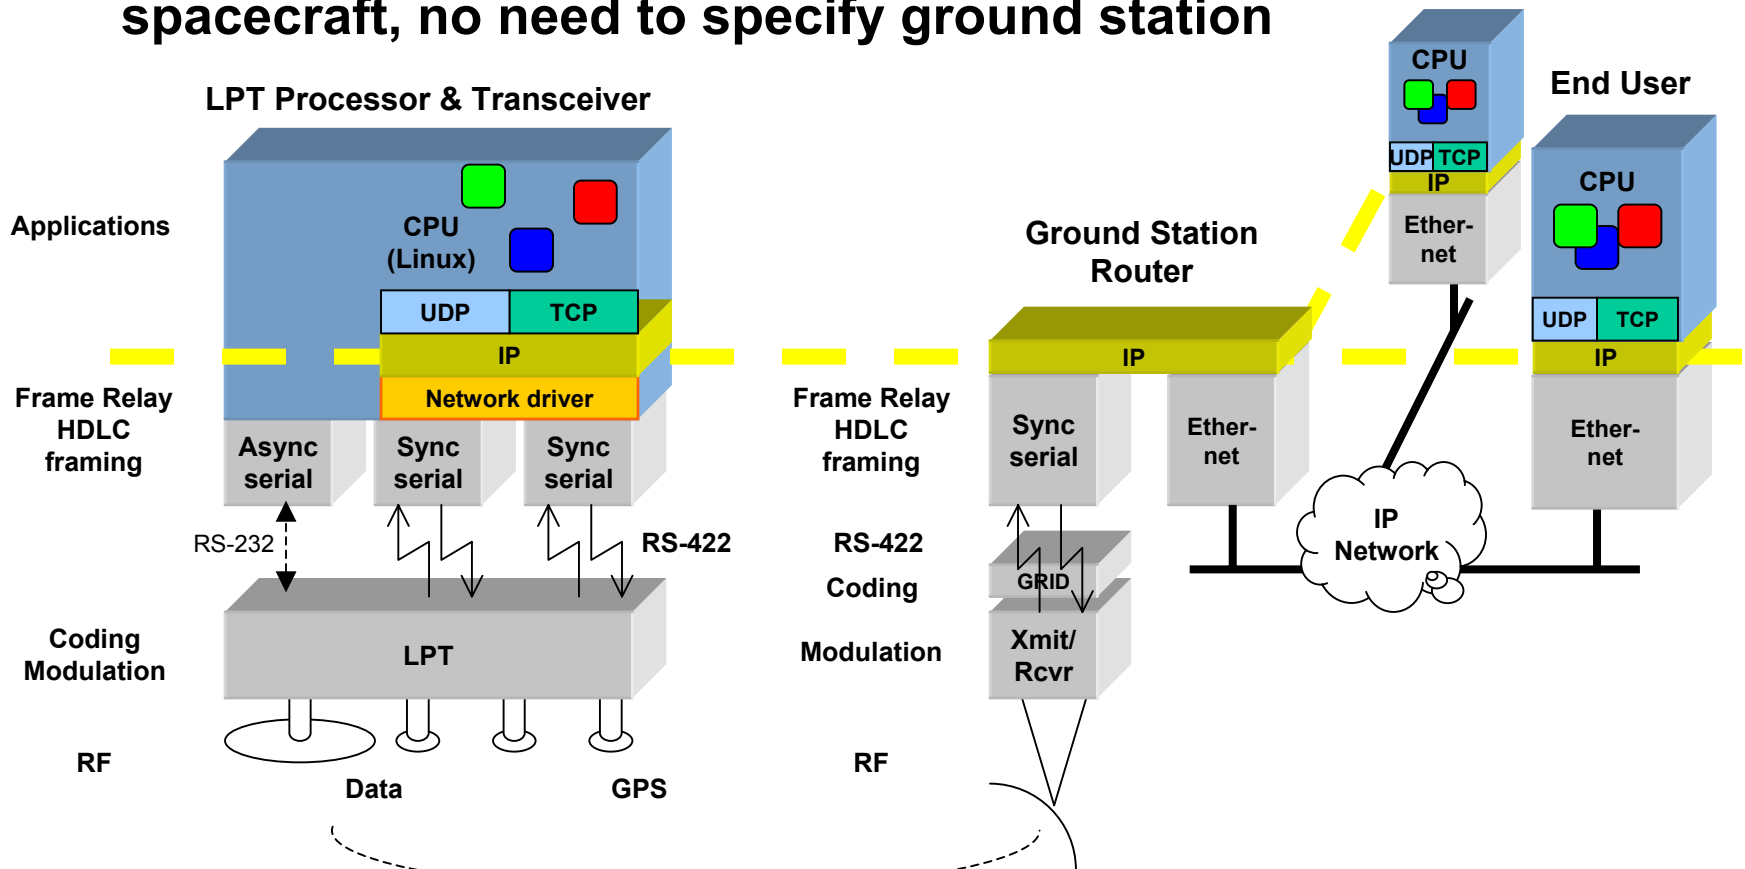 spacecraft, no need to specify ground station
LPT Processor & Transceiver
Applications
CPU
(Linux)
UDP
TCP
IP
Network driver
Frame Relay
HDLC
framing
Async
serial
Sync
serial
Sync
serial
RS-232
RS-422
Coding
Modulation
LPT
RF
Data
GPS
Ground Station
Router
IP
Frame Relay
HDLC
framing
Sync
serial
Ether-
net
RS-422
Coding
GRID
Modulation
Xmit/
Rcvr
RF
CPU
UDP
TCP
IP
Ether-
net
End User
CPU
UDP
TCP
IP
Ether-
net
IP
Network